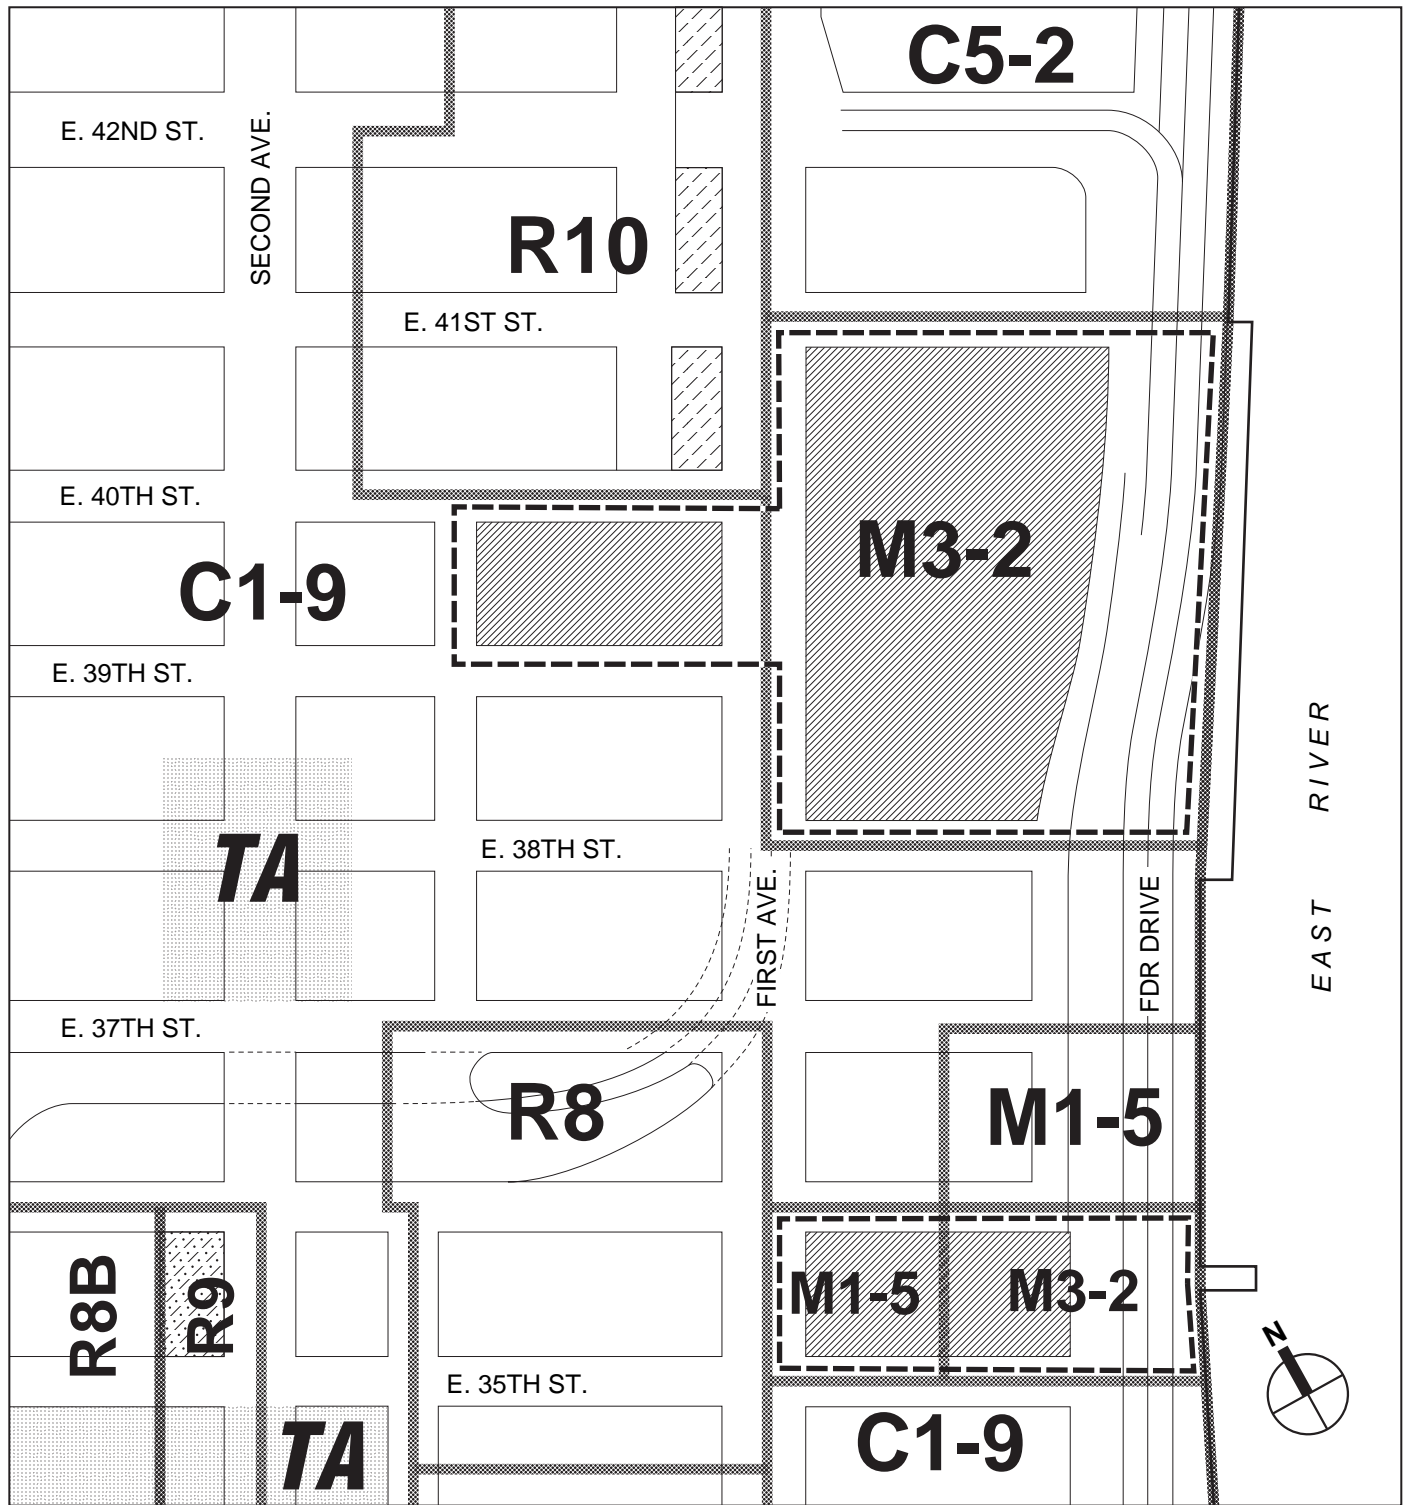 C5-2
E. 42ND ST.
SECOND AVE.
R10
E. 41ST ST.
E. 40TH ST.
M3-2
C1-9
E. 39TH ST.
EAST RIVER
TA
E. 38TH ST.
FIRST AVE.
FDR DRIVE
E. 37TH ST.
R8
M1-5
R8B
R9
M1-5
M3-2
N
E. 35TH ST.
TA
C1-9